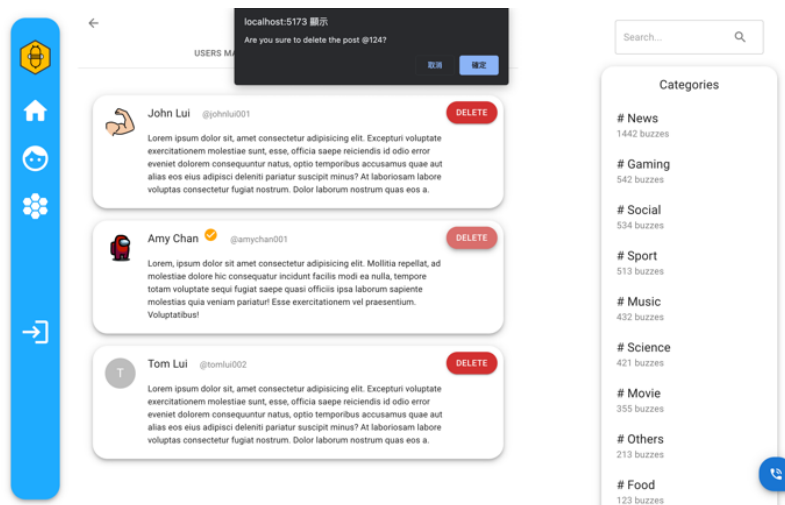 localhost:5173 顯示
Are you sure to delete the post @124?
取消 確定
USERS MA
John Lui @johnlui001 DELETE
Lorem ipsum dolor sit, amet consectetur adipisicing elit. Excepturi voluptate
exercitationem molestiae sunt, esse, officia saepe reiciendis id odio error
eveniet dolorem consequuntur natus, optio temporibus accusamus quae aut
alias eos eius adipisci deleniti pariatur suscipit minus? At laboriosam labore
voluptas consectetur fugiat nostrum. Dolor laborum nostrum quas eos a.
Amy Chan @amychan001 DELETE
Lorem, ipsum dolor sit amet consectetur adipisicing elit. Mollitia repellat, ad
molestiae dolore hic consequatur incidunt facilis modi ea nulla, tempore
totam voluptate sequi fugiat saepe quasi officiis ipsa laborum sapiente
molestias quia veniam pariatur! Esse exercitationem vel praesentium.
Voluptatibus!
T
Tom Lui @tomlui002 DELETE
Lorem ipsum dolor sit, amet consectetur adipisicing elit. Excepturi voluptate
exercitationem molestiae sunt, esse, officia saepe reiciendis id odio error
eveniet dolorem consequuntur natus, optio temporibus accusamus quae aut
alias eos eius adipisci deleniti pariatur suscipit minus? At laboriosam labore
voluptas consectetur fugiat nostrum. Dolor laborum nostrum quas eos a.
Search...
Categories
# News
1442 buzzes
# Gaming
542 buzzes
# Social
534 buzzes
# Sport
513 buzzes
# Music
432 buzzes
# Science
421 buzzes
# Movie
355 buzzes
# Others
213 buzzes
# Food
123 buzzes